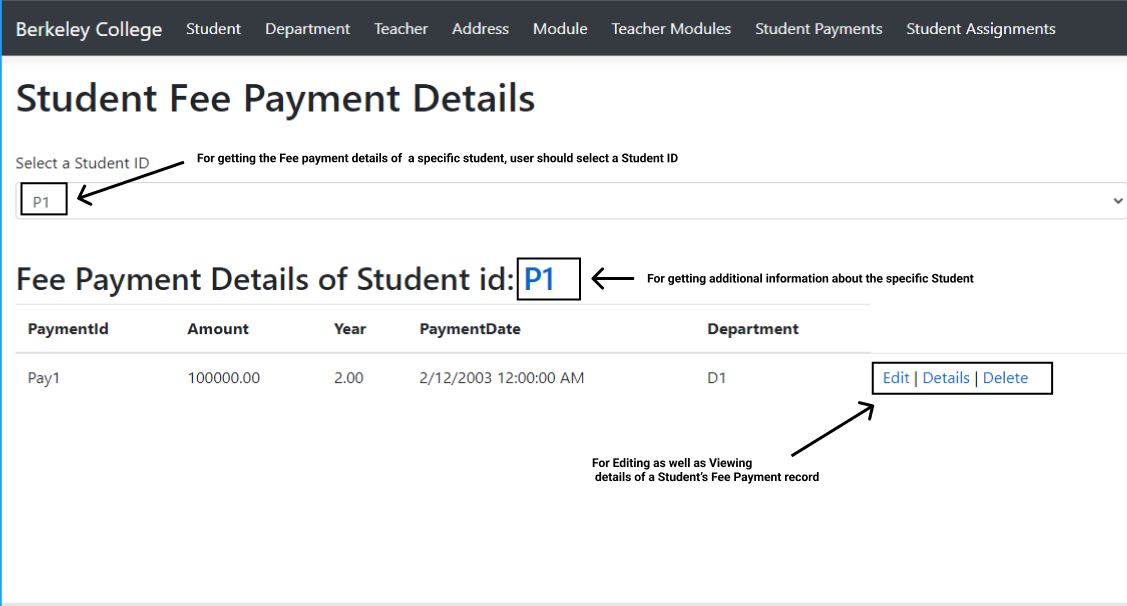 Berkeley College Student Department Teacher Address Module Teacher Modules Student Payments Student Assignments
Student Fee Payment Details
Select a Student ID
For getting the Fee payment details of a specific student, user should select a Student ID
P1
Fee Payment Details of Student id: P1
For getting additional information about the specific Student
PaymentId Amount Year PaymentDate Department
Pay1 100000.00 2.00 2/12/2003 12:00:00 AM D1 Edit | Details | Delete
For Editing as well as Viewing
details of a Student's Fee Payment record